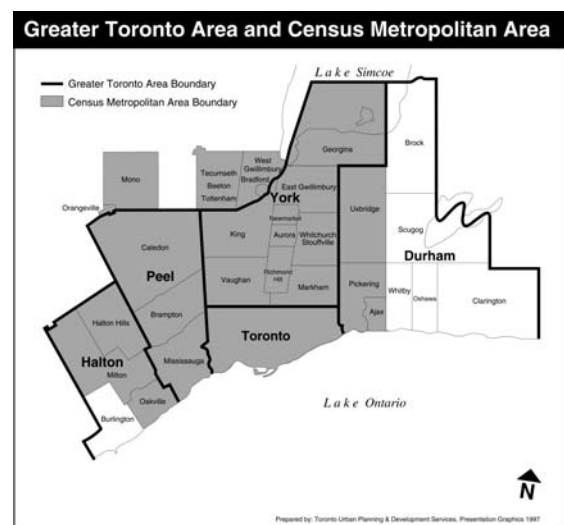 Greater Toronto Area and Census Metropolitan Area
Lake Simcoe
Greater Toronto Area Boundary
Census Metropolitan Area Boundary
Brock
Georgina
West
Gwillimbury
Bradford
Tecumseth
Beeton
Tottenham
Mono
East Gwillimbury
York
Orangeville
Newmarket
Uxbridge
Scugog
King
Aurora
Whitchurch
Stouffville
Caledon
Durham
Peel
Vaughan
Richmond
Hill
Markham
Pickering
Whitby
Oshawa
Clarington
Ajax
Brampton
Halton Hills
Toronto
Halton
Mississauga
Milton
Oakville
Burlington
Lake Ontario
N
Prepared by: Toronto Urban Planning & Development Services, Presentation Graphics 1997